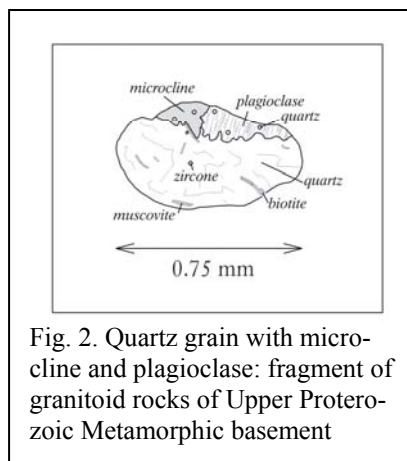 microcline
plagioclase
quartz
zircone
quartz
muscovite
biotite
0.75 mm
Fig. 2. Quartz grain with micro-
cline and plagioclase: fragment of
granitoid rocks of Upper Protero-
zoic Metamorphic basement